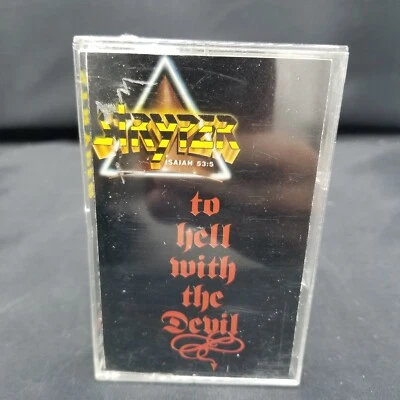 STRYPER
ISAIAH 53:5
to
hell
with
the
Devil